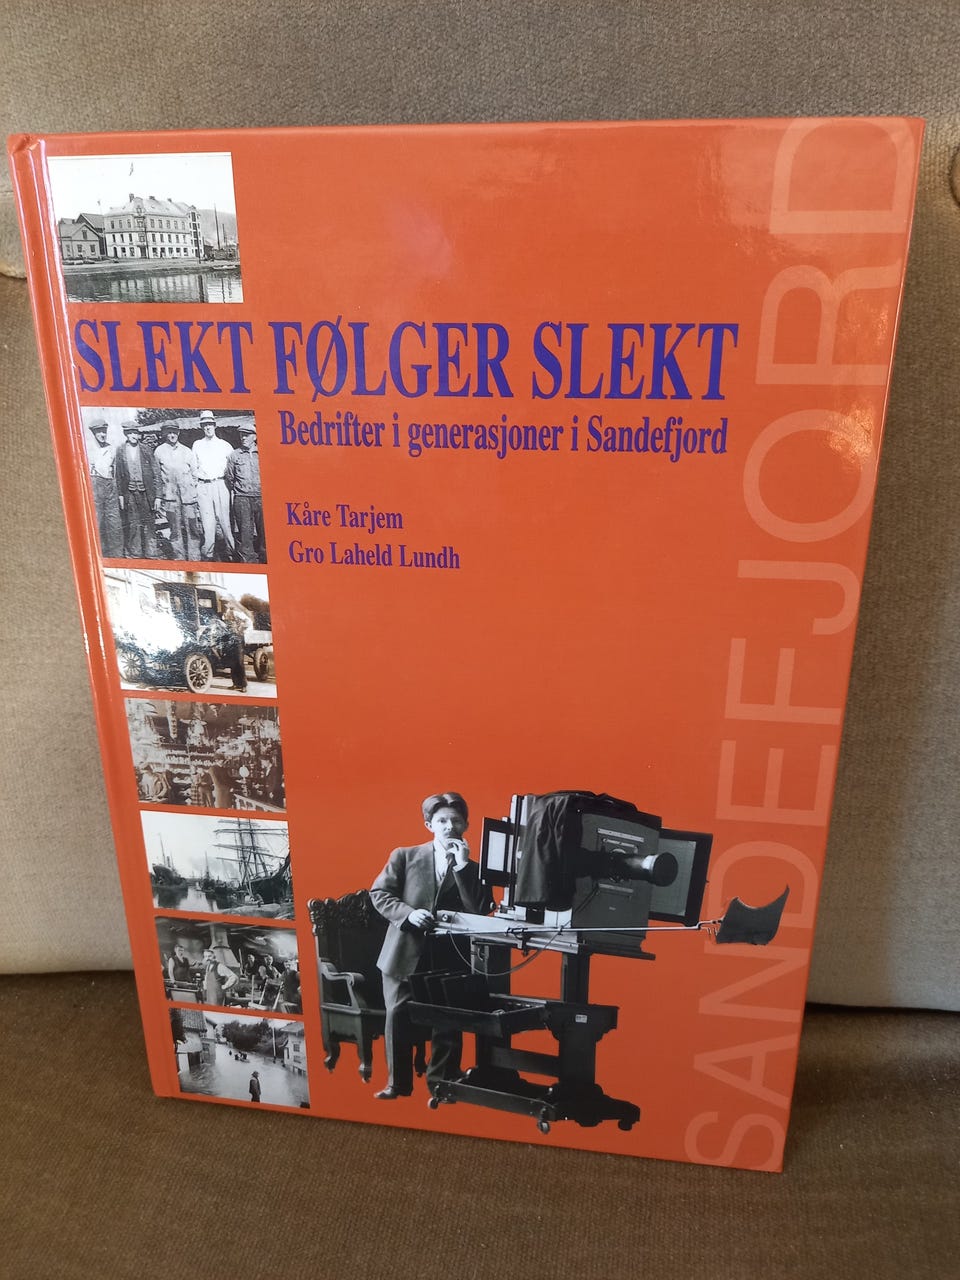 SLEKT FØLGER SLEKT
Bedrifter i generasjoner i Sandefjord
Kåre Tarjem
Gro Laheld Lundh
SANDEFJORD